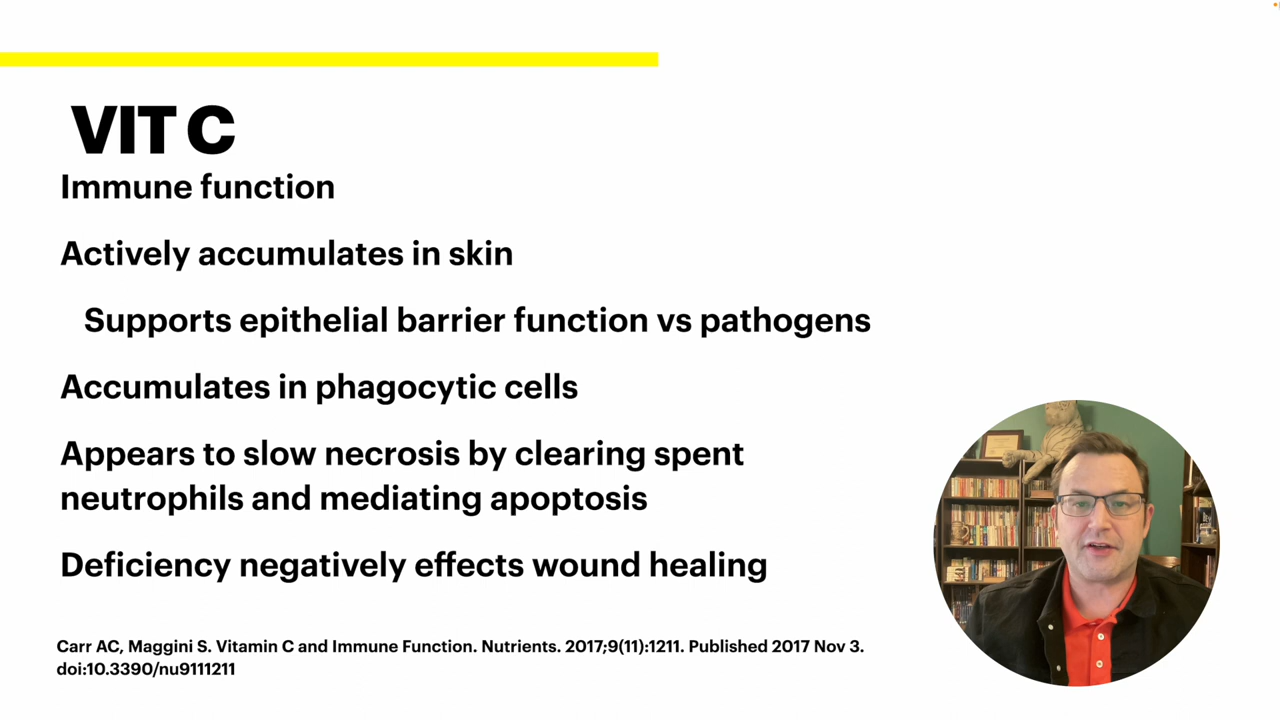 VIT C
Immune function
Actively accumulates in skin
Supports epithelial barrier function vs pathogens
Accumulates in phagocytic cells
Appears to slow necrosis by clearing spent
neutrophils and mediating apoptosis
Deficiency negatively effects wound healing
Carr AC, Maggini S. Vitamin C and Immune Function. Nutrients. 2017;9(11):1211. Published 2017 Nov 3.
doi:10.3390/nu9111211